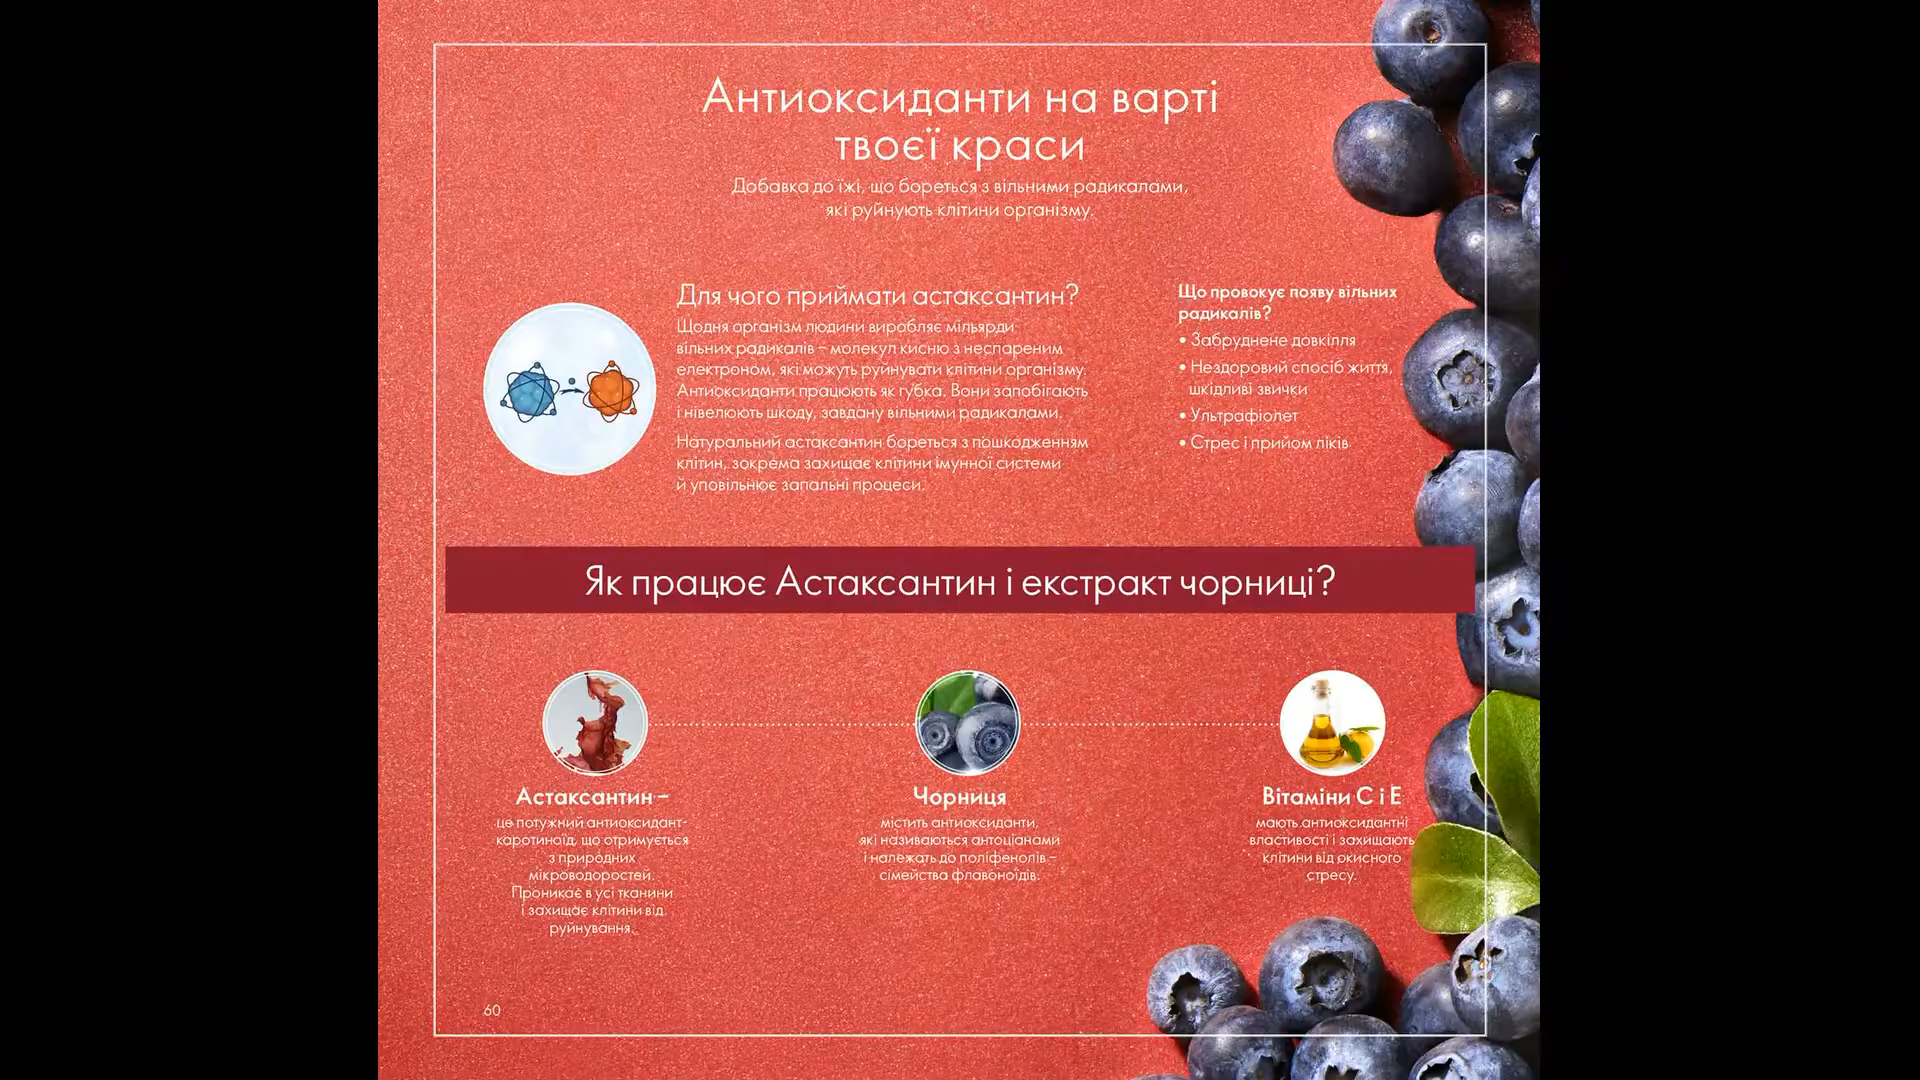 Антиоксиданти на варті
твоєї краси
Добавка до їжі, що бореться з вільними радикалами,
які руйнують клітини організму.
Для чого приймати астаксантин?
Щодня організм людини виробляє мільярди
вільних радикалів – молекул кисню з неспареним
електроном, які можуть руйнувати клітини організму.
Антиоксиданти працюють як губка. Вони запобігають
і нівелюють шкоду, завдану вільними радикалами.
Натуральний астаксантин бореться з пошкодженням
клітин, зокрема захищає клітини імунної системи
й уповільнює запальні процеси.
Що провокує появу вільних
радикалів?
• Забруднене довкілля
• Нездоровий спосіб життя,
шкідливі звички
• Ультрафіолет
• Стрес і прийом ліків
Як працює Астаксантин і екстракт чорниці?
Астаксантин –
це потужний антиоксидант-
каротиноїд, що отримується
з природних
мікроводоростей.
Проникає в усі тканини
і захищає клітини від
руйнування.
Чорниця
містить антиоксиданти,
які називаються антоціанами
і належать до поліфенолів –
сімейства флавоноїдів.
Вітаміни С і Е
мають антиоксидантні
властивості і захищають
клітини від окисного
стресу.
60